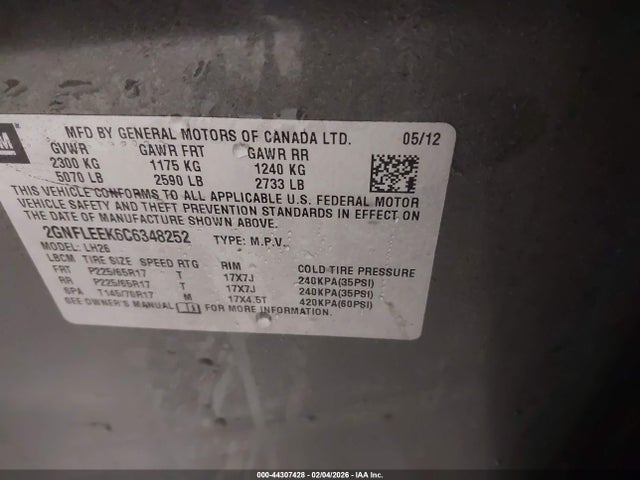 GM
MFD BY GENERAL MOTORS OF CANADA LTD. 05/12
GVWR GAWR FRT GAWR RR
2300 KG 1175 KG 1240 KG
5070 LB 2590 LB 2733 LB
THIS VEHICLE CONFORMS TO ALL APPLICABLE U.S. FEDERAL MOTOR
VEHICLE SAFETY AND THEFT PREVENTION STANDARDS IN EFFECT ON
THE DATE OF MANUFACTURE SHOWN ABOVE.
2GNFLEEK6C6348252 TYPE: M.P.V.
MODEL: LH26
LBCM TIRE SIZE SPEED RTG RIM COLD TIRE PRESSURE
FRT P225/65R17 T 17X7J 240KPA(35PSI)
RR P225/65R17 T 17X7J 240KPA(35PSI)
SPA T145/70R17 M 17X4.5T 420KPA(60PSI)
SEE OWNER'S MANUAL FOR MORE INFORMATION.
000-44307428 - 02/04/2026 - IAA Inc.